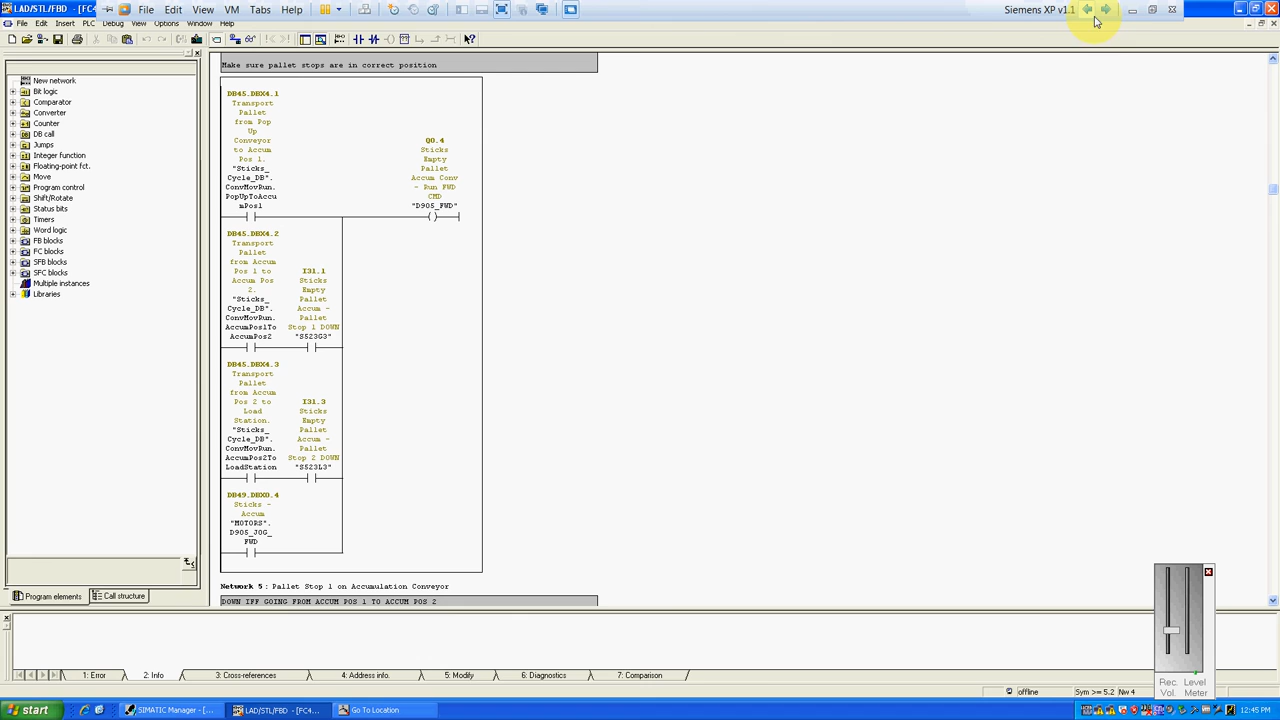 LAD/STL/FBD - [FC4
File Edit View VM Tabs Help
Siemens XP v1.1
File Edit Insert PLC Debug View Options Window Help
New network
Bit logic
Comparator
Converter
Counter
DB call
Jumps
Integer function
Floating-point fct.
Move
Program control
Shift/Rotate
Status bits
Timers
Word logic
FB blocks
FC blocks
SFB blocks
SFC blocks
Multiple instances
Libraries
Program elements
Call structure
Make sure pallet stops are in correct position
DB45.DBX4.1
Transport
Pallet
from Pop
Up
Conveyor
to Accum
Pos 1.
"Sticks_
Cycle_DB".
ConvMovRun.
PopUpToAccu
mPos1
Q0.4
Sticks
Empty
Pallet
Accum Conv
- Run FWD
CMD
"D905_FWD"
DB45.DBX4.2
Transport
Pallet
from Accum
Pos 1 to
Accum Pos
2.
"Sticks_
Cycle_DB".
ConvMovRun.
AccumPos1To
AccumPos2
I31.1
Sticks
Empty
Pallet
Accum -
Pallet
Stop 1 DOWN
"S523G3"
DB45.DBX4.3
Transport
Pallet
from Accum
Pos 2 to
Load
Station.
"Sticks_
Cycle_DB".
ConvMovRun.
AccumPos2To
LoadStation
I31.3
Sticks
Empty
Pallet
Accum -
Pallet
Stop 2 DOWN
"S523L3"
DB49.DBX0.4
Sticks -
Accum
"MOTORS".
D905_JOG_
FWD
Network 5 : Pallet Stop 1 on Accumulation Conveyor
DOWN IFF GOING FROM ACCUM POS 1 TO ACCUM POS 2
1: Error 2: Info 3: Cross-references 4: Address info. 5: Modify 6: Diagnostics 7: Comparison
Rec. Level
Vol. Meter
offline Sym >= 5.2 Nw 4
start SIMATIC Manager - [... LAD/STL/FBD - [FC4... Go To Location 12:45 PM